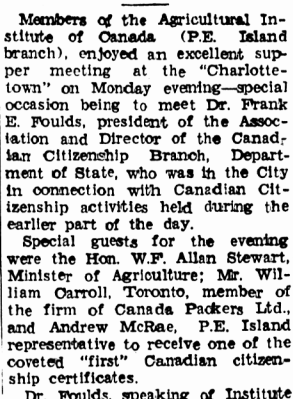 Members of the Agricultural In-
stitute of Canada (P.E. Island
branch), enjoyed an excellent sup-
per meeting at the "Charlotte-
town" on Monday evening—special
occasion being to meet Dr. Frank
E. Foulds, president of the Assoc-
iation and Director of the Canad-
ian Citizenship Branch, Depart-
ment of State, who was in the City
in connection with Canadian Cit-
izenship activities held during the
earlier part of the day.
Special guests for the evening
were the Hon. W.F. Allan Stewart,
Minister of Agriculture; Mr. Wil-
liam Carroll, Toronto, member of
the firm of Canada Packers Ltd.,
and Andrew McRae, P.E. Island
representative to receive one of the
coveted "first" Canadian citizen-
ship certificates.
Dr. Foulds, speaking of Institute